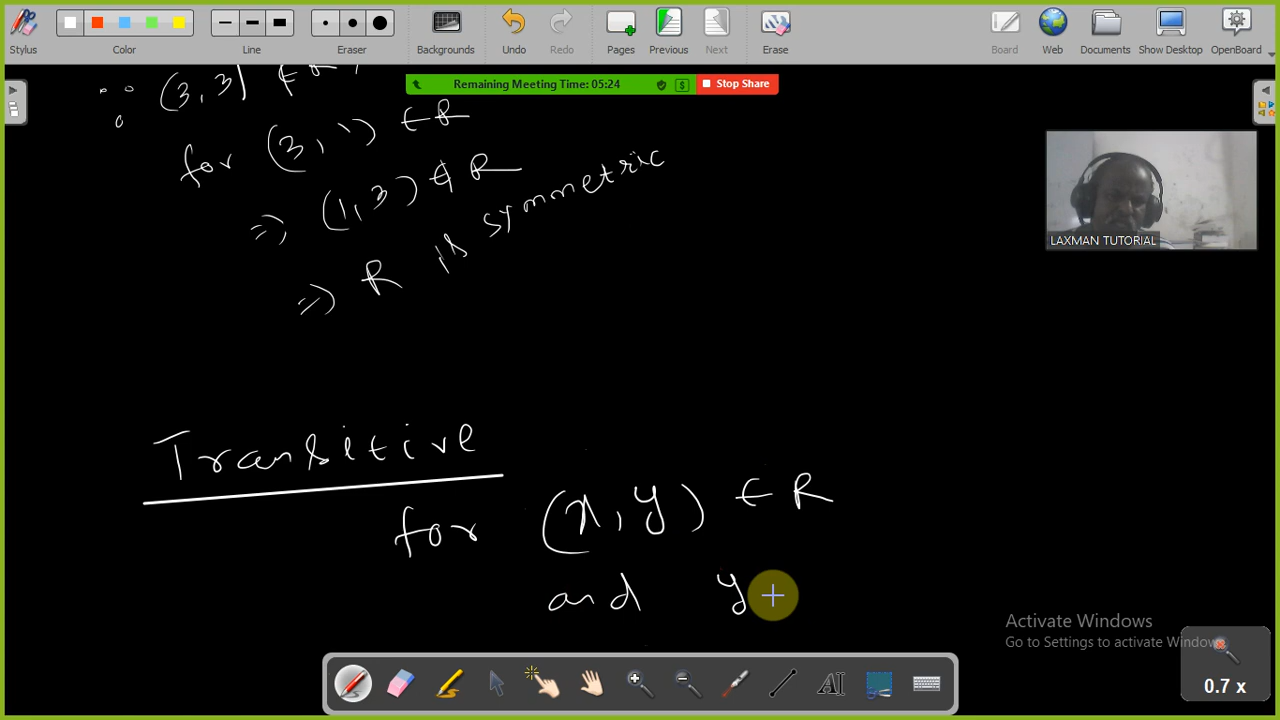 Stylus Color Line Eraser Backgrounds Undo Redo Pages Previous Next Erase Board Web Documents Show Desktop OpenBoard
Remaining Meeting Time: 05:24 Stop Share
∵ (3,3)
for (3,1) ∈ R
⇒ (1,3) ∉ R
⇒ R is symmetric
LAXMAN TUTORIAL
Transitive
for (x,y) ∈ R
and y
Activate Windows
Go to Settings to activate Windows
0.7 x